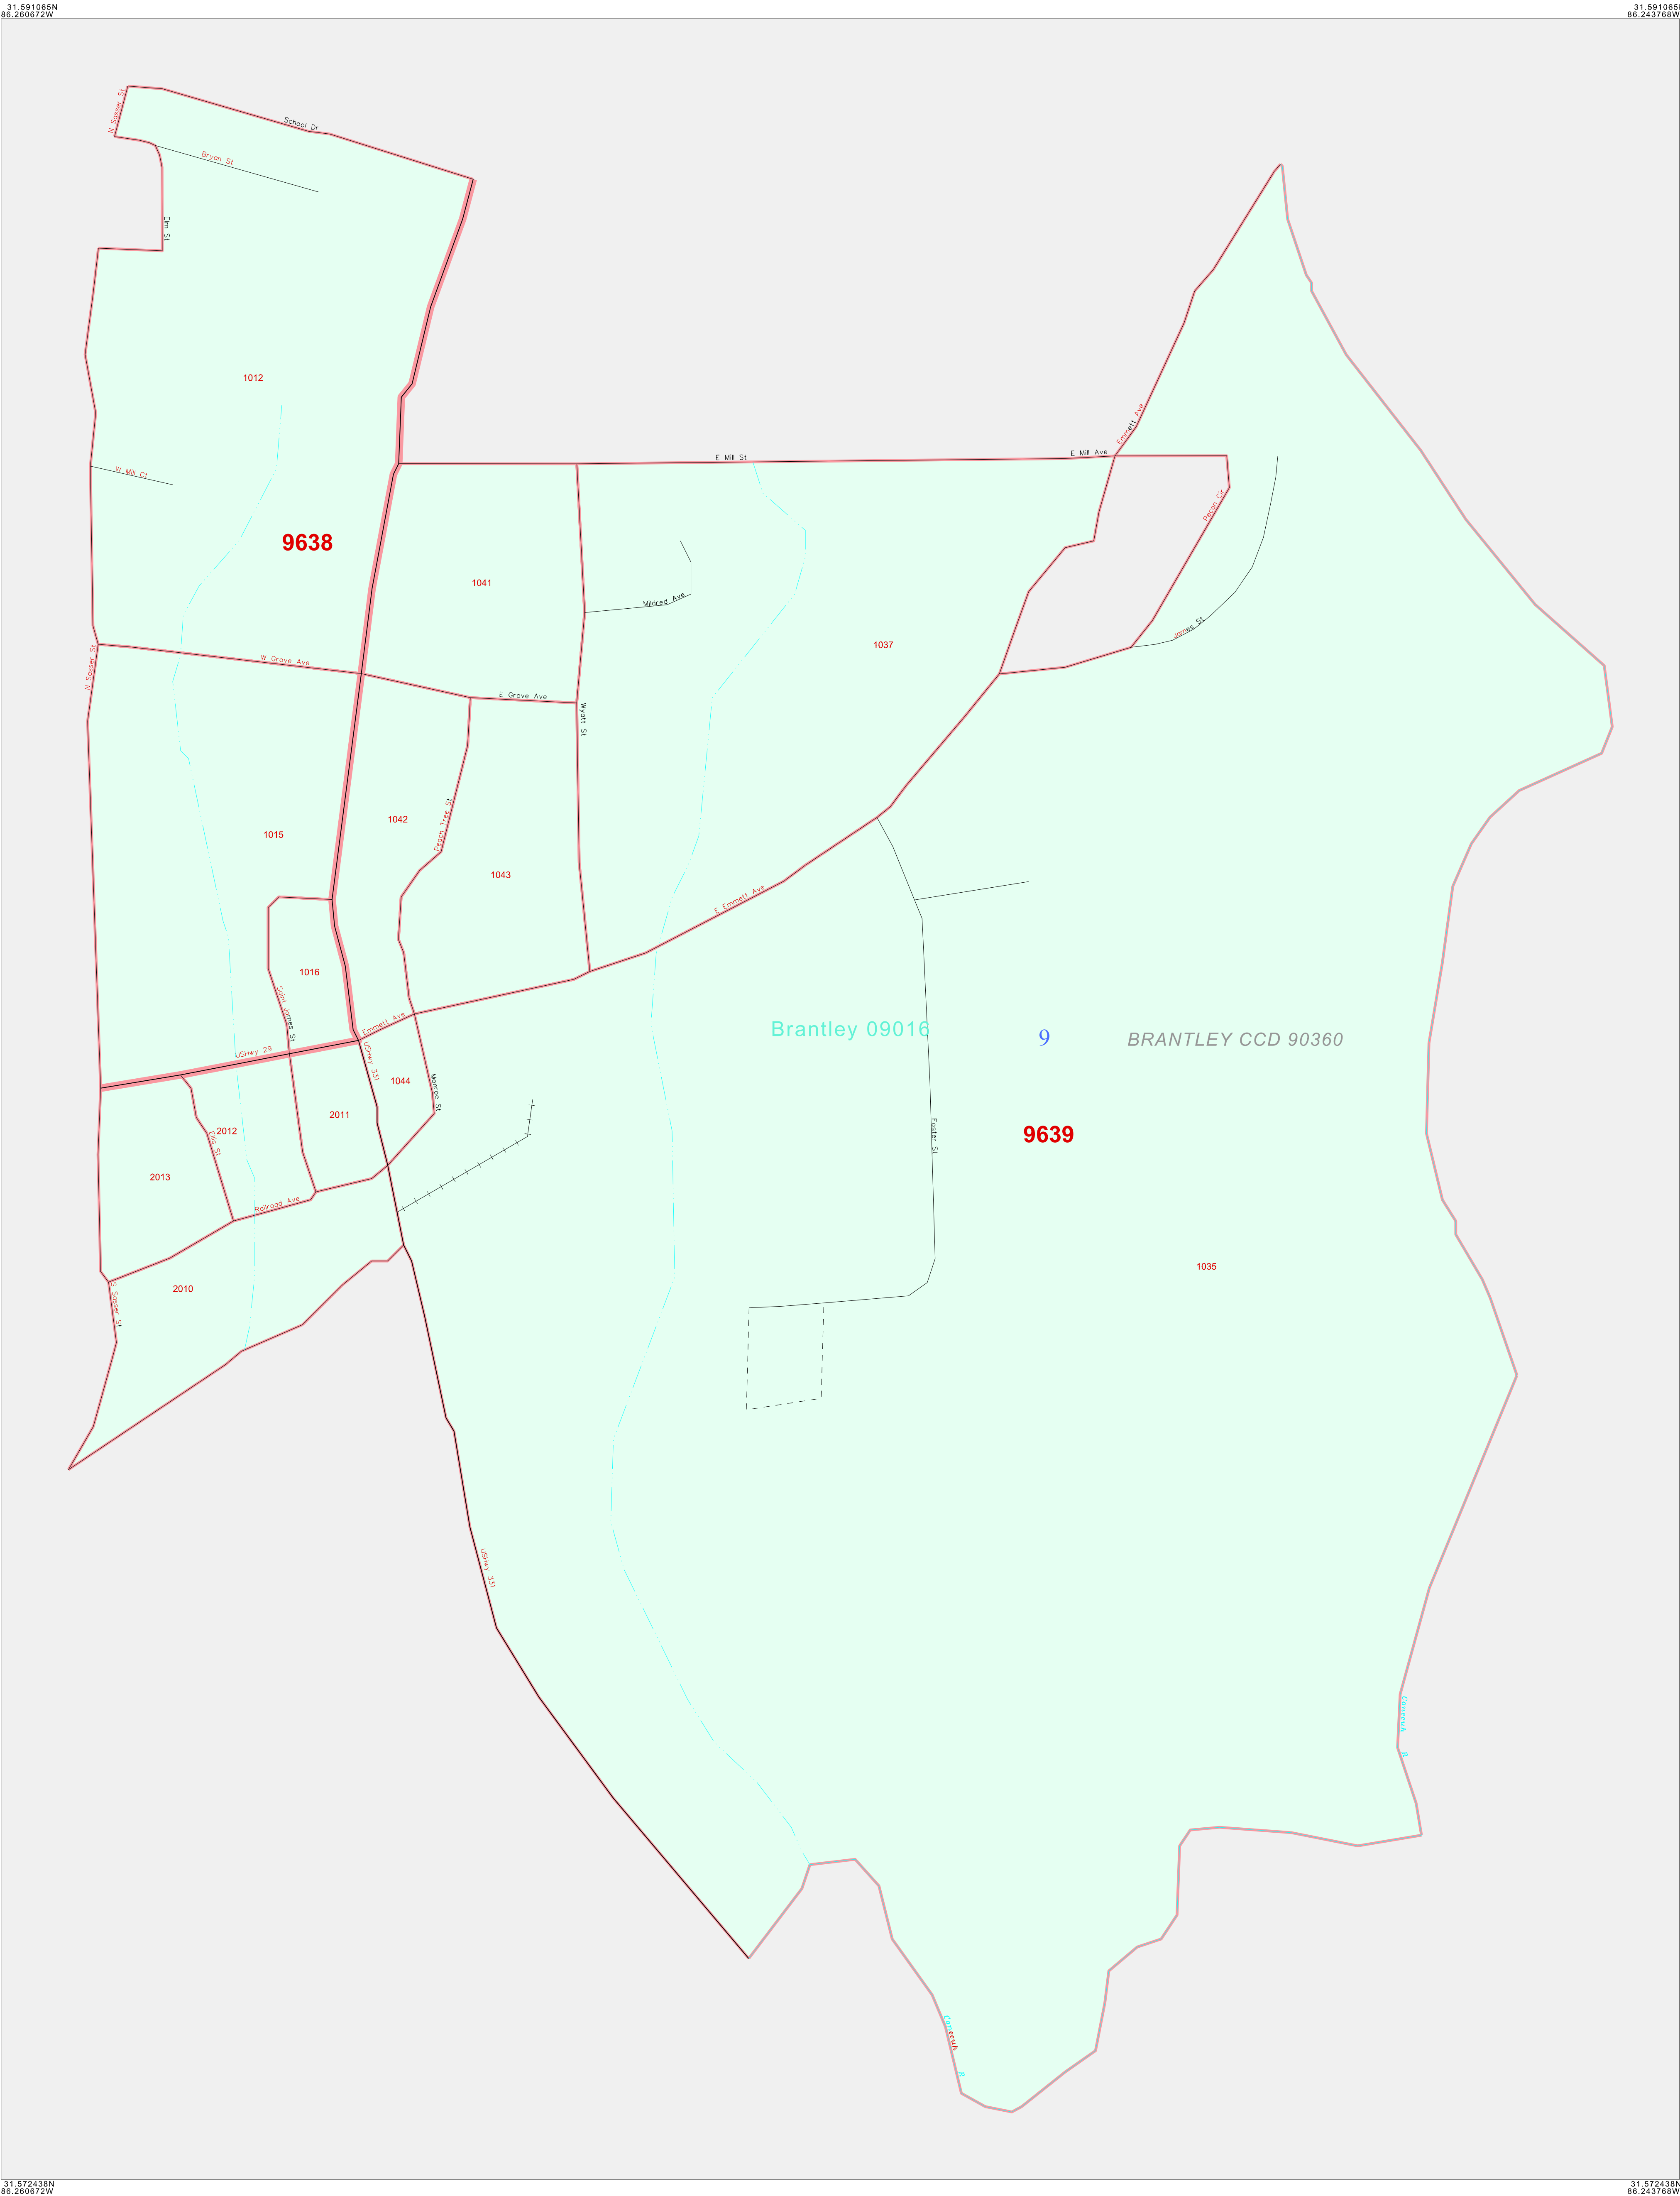 31.591065N
86.260672W
31.591065N
86.243768W
N Sasser St
School Dr
Bryan St
Elm St
1012
Emmett Ave
E Mill St
E Mill Ave
W Mill Ct
Pecan Cir
9638
1041
Mildred Ave
James St
1037
N Sasser St
W Grove Ave
E Grove Ave
Wyatt St
Peach Tree St
1042
1015
1043
E Emmett Ave
1016
Saint James St
Emmett Ave
Brantley 09016
9
BRANTLEY CCD 90360
USHwy 29
USHwy 331
1044
Monroe St
2011
2012
Ellis St
Foster St
9639
2013
Railroad Ave
1035
2010
S Sasser St
USHwy 331
Conecuh R
Conecuh R
31.572438N
86.260672W
31.572438N
86.243768W